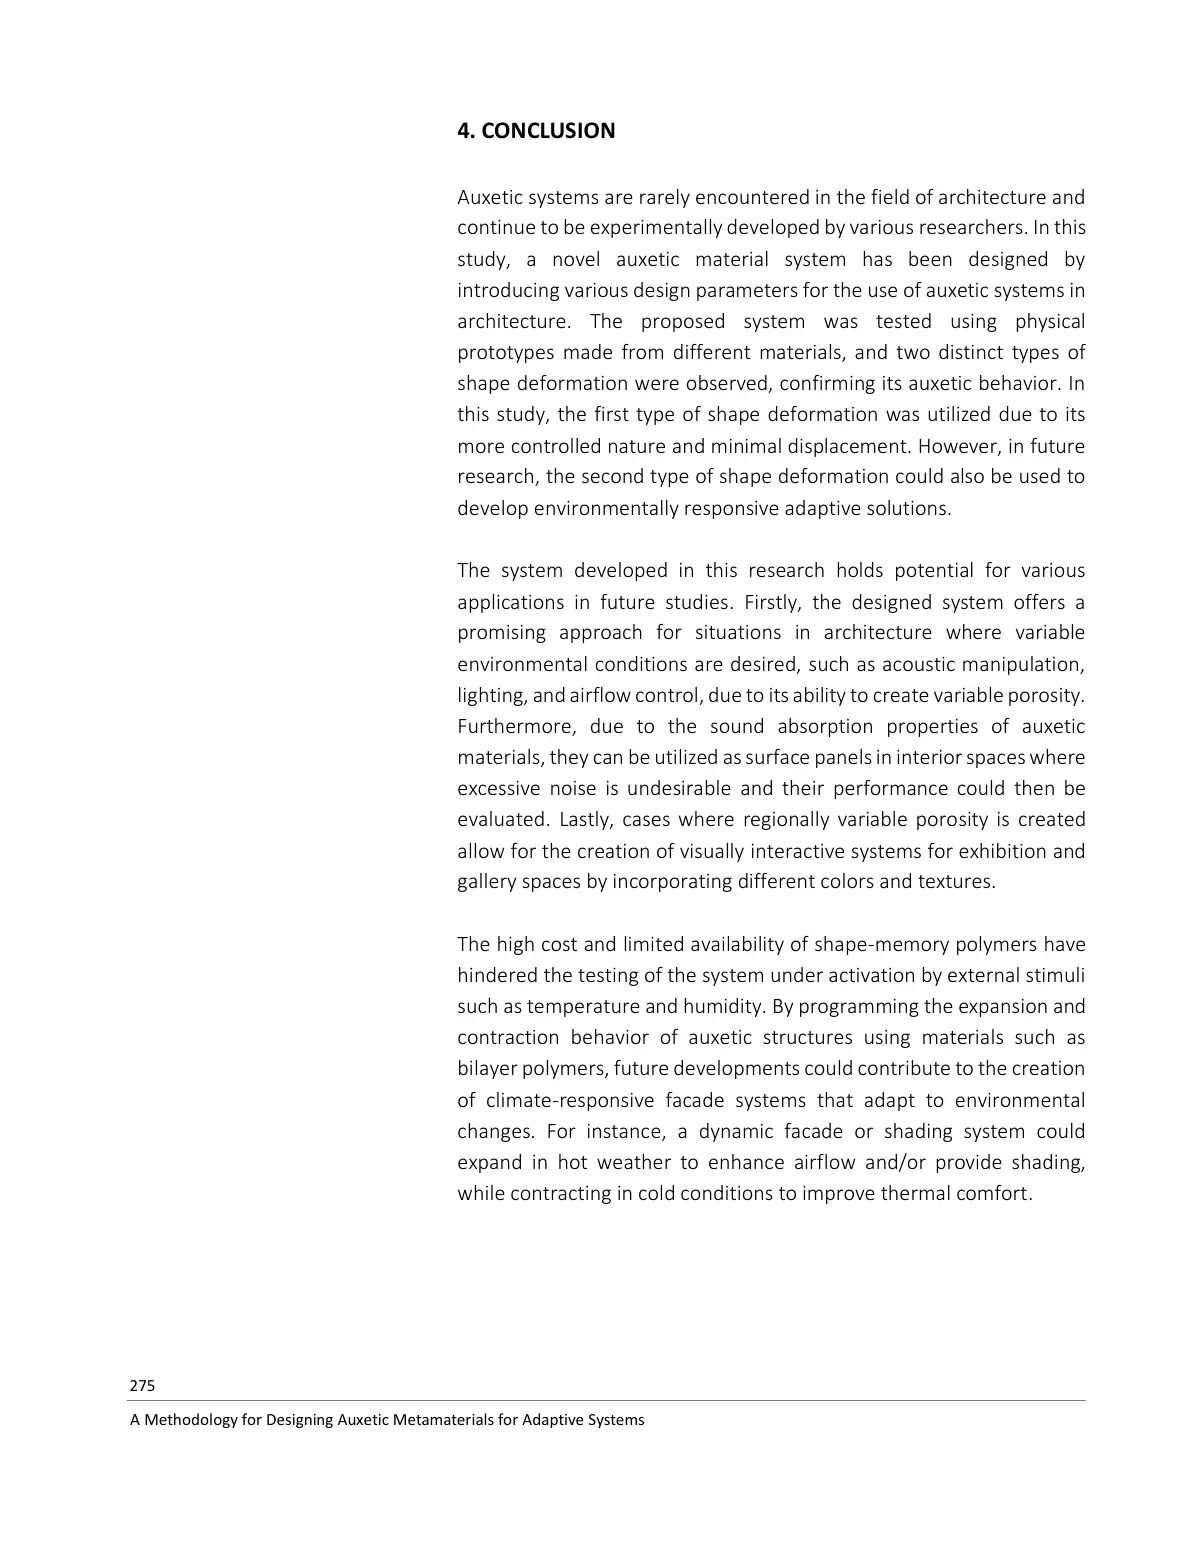 4. CONCLUSION
Auxetic systems are rarely encountered in the field of architecture and
continue to be experimentally developed by various researchers. In this
study, a novel auxetic material system has been designed by
introducing various design parameters for the use of auxetic systems in
architecture. The proposed system was tested using physical
prototypes made from different materials, and two distinct types of
shape deformation were observed, confirming its auxetic behavior. In
this study, the first type of shape deformation was utilized due to its
more controlled nature and minimal displacement. However, in future
research, the second type of shape deformation could also be used to
develop environmentally responsive adaptive solutions.
The system developed in this research holds potential for various
applications in future studies. Firstly, the designed system offers a
promising approach for situations in architecture where variable
environmental conditions are desired, such as acoustic manipulation,
lighting, and airflow control, due to its ability to create variable porosity.
Furthermore, due to the sound absorption properties of auxetic
materials, they can be utilized as surface panels in interior spaces where
excessive noise is undesirable and their performance could then be
evaluated. Lastly, cases where regionally variable porosity is created
allow for the creation of visually interactive systems for exhibition and
gallery spaces by incorporating different colors and textures.
The high cost and limited availability of shape-memory polymers have
hindered the testing of the system under activation by external stimuli
such as temperature and humidity. By programming the expansion and
contraction behavior of auxetic structures using materials such as
bilayer polymers, future developments could contribute to the creation
of climate-responsive facade systems that adapt to environmental
changes. For instance, a dynamic facade or shading system could
expand in hot weather to enhance airflow and/or provide shading,
while contracting in cold conditions to improve thermal comfort.
275
A Methodology for Designing Auxetic Metamaterials for Adaptive Systems